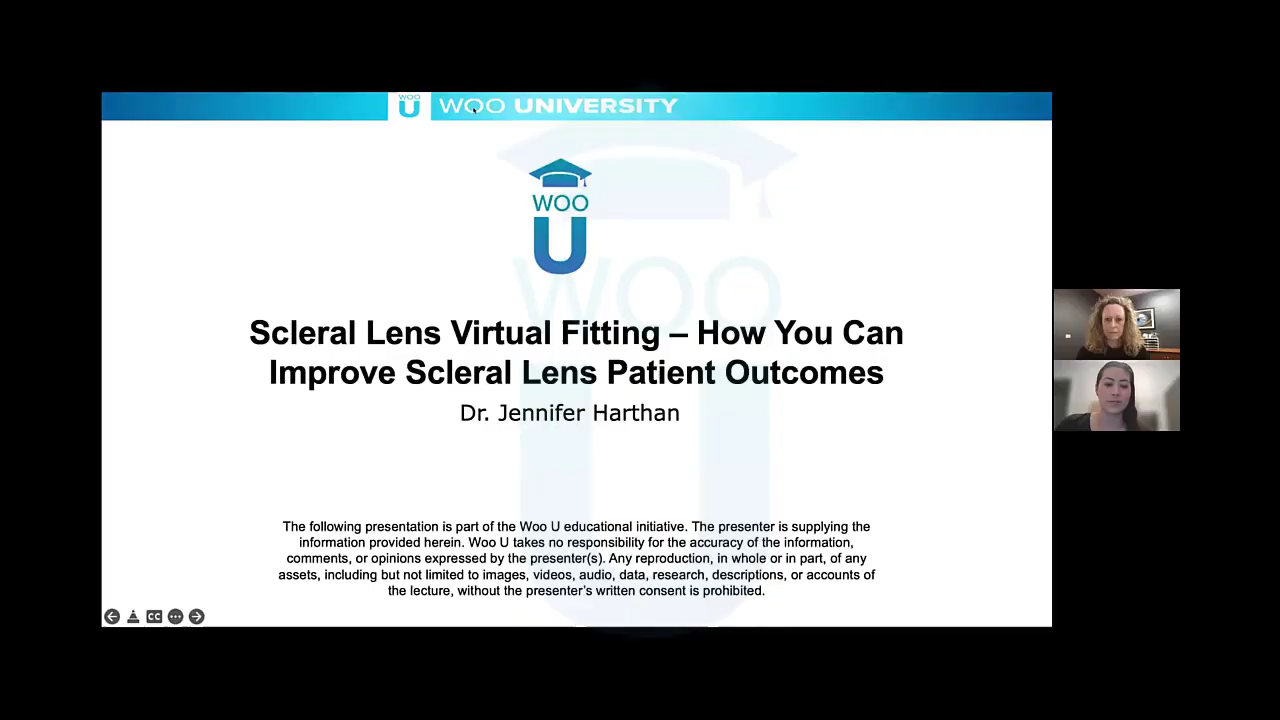 WOO
U
WOO UNIVERSITY
WOO
U
Scleral Lens Virtual Fitting – How You Can
Improve Scleral Lens Patient Outcomes
Dr. Jennifer Harthan
The following presentation is part of the Woo U educational initiative. The presenter is supplying the
information provided herein. Woo U takes no responsibility for the accuracy of the information,
comments, or opinions expressed by the presenter(s). Any reproduction, in whole or in part, of any
assets, including but not limited to images, videos, audio, data, research, descriptions, or accounts of
the lecture, without the presenter's written consent is prohibited.
CC